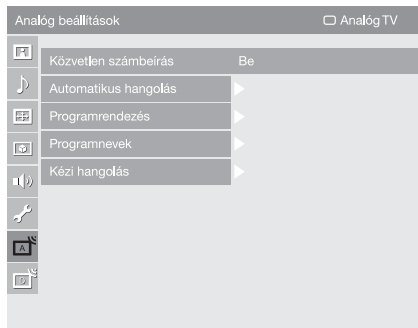 Analóg beállítások
Analóg TV
Közvetlen számbeírás Be
Automatikus hangolás
Programrendezés
Programnevek
Kézi hangolás
A
D